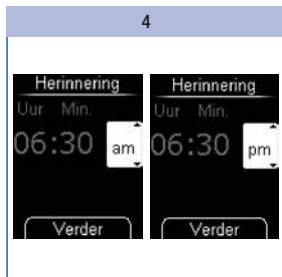 4
Herinnering
Uur Min.
06:30 am
Verder
Herinnering
Uur Min.
06:30 pm
Verder